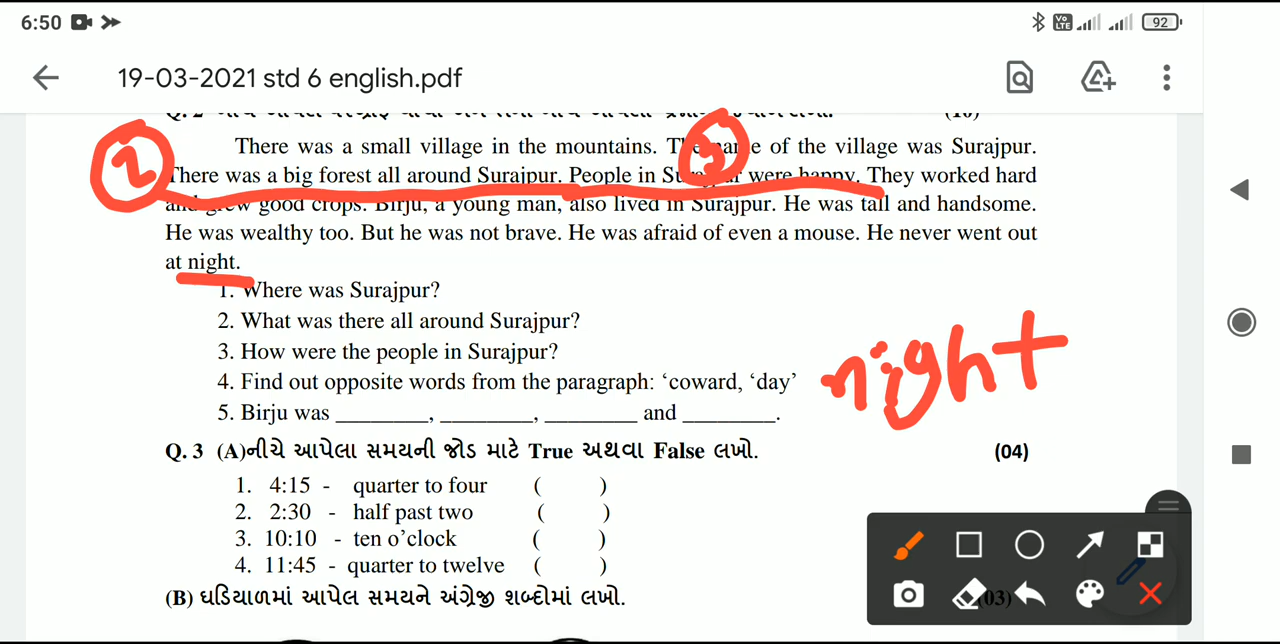 6:50
Vo LTE 92
19-03-2021 std 6 english.pdf
There was a small village in the mountains. The name of the village was Surajpur.
There was a big forest all around Surajpur. People in Surajpur were happy. They worked hard
and grew good crops. Birju, a young man, also lived in Surajpur. He was tall and handsome.
He was wealthy too. But he was not brave. He was afraid of even a mouse. He never went out
at night.
1. Where was Surajpur?
2. What was there all around Surajpur?
3. How were the people in Surajpur?
4. Find out opposite words from the paragraph: ‘coward, ‘day’
night
5. Birju was ________, ________, ________ and ________.
Q. 3 (A)નીચે આપેલા સમયની જોડ માટે True અથવા False લખો. (04)
1. 4:15 - quarter to four ( )
2. 2:30 - half past two ( )
3. 10:10 - ten o’clock ( )
4. 11:45 - quarter to twelve ( )
(B) ઘડિયાળમાં આપેલ સમયને અંગ્રેજી શબ્દોમાં લખો. (03)
2
3